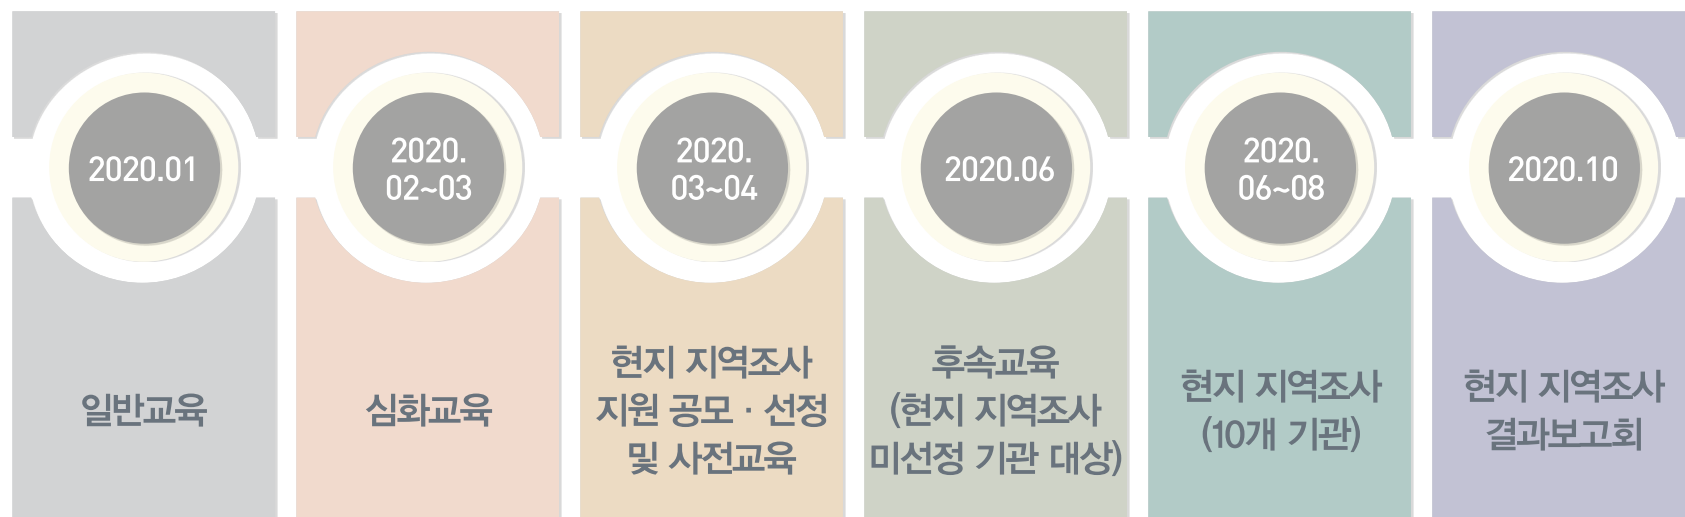 2020.01
일반교육
2020.
02~03
심화교육
2020.
03~04
현지 지역조사
지원 공모 · 선정
및 사전교육
2020.06
후속교육
(현지 지역조사
미선정 기관 대상)
2020.
06~08
현지 지역조사
(10개 기관)
2020.10
현지 지역조사
결과보고회